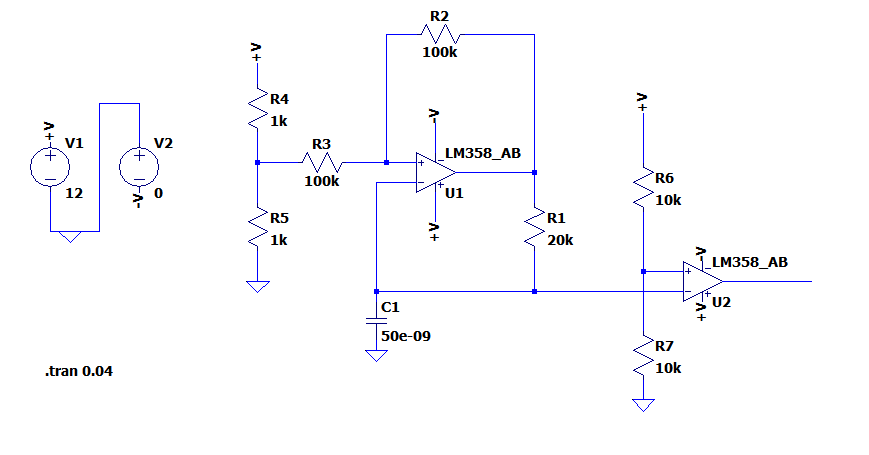 R2
100k
+V
R4
1k
R3
100k
-V
LM358_AB
U1
+V
+V
V1
12
V2
0
-V
R5
1k
R1
20k
+V
R6
10k
-V
LM358_AB
U2
+V
C1
50e-09
R7
10k
.tran 0.04